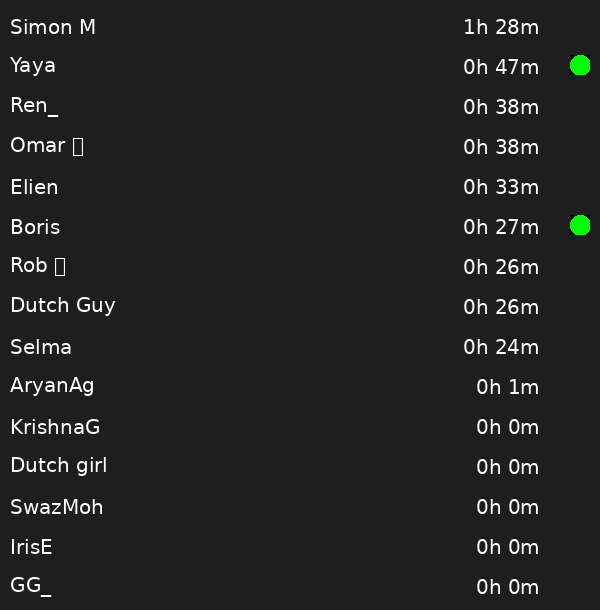 Simon M 1h 28m
Yaya 0h 47m
Ren_ 0h 38m
Omar 0h 38m
Elien 0h 33m
Boris 0h 27m
Rob 0h 26m
Dutch Guy 0h 26m
Selma 0h 24m
AryanAg 0h 1m
KrishnaG 0h 0m
Dutch girl 0h 0m
SwazMoh 0h 0m
IrisE 0h 0m
GG_ 0h 0m